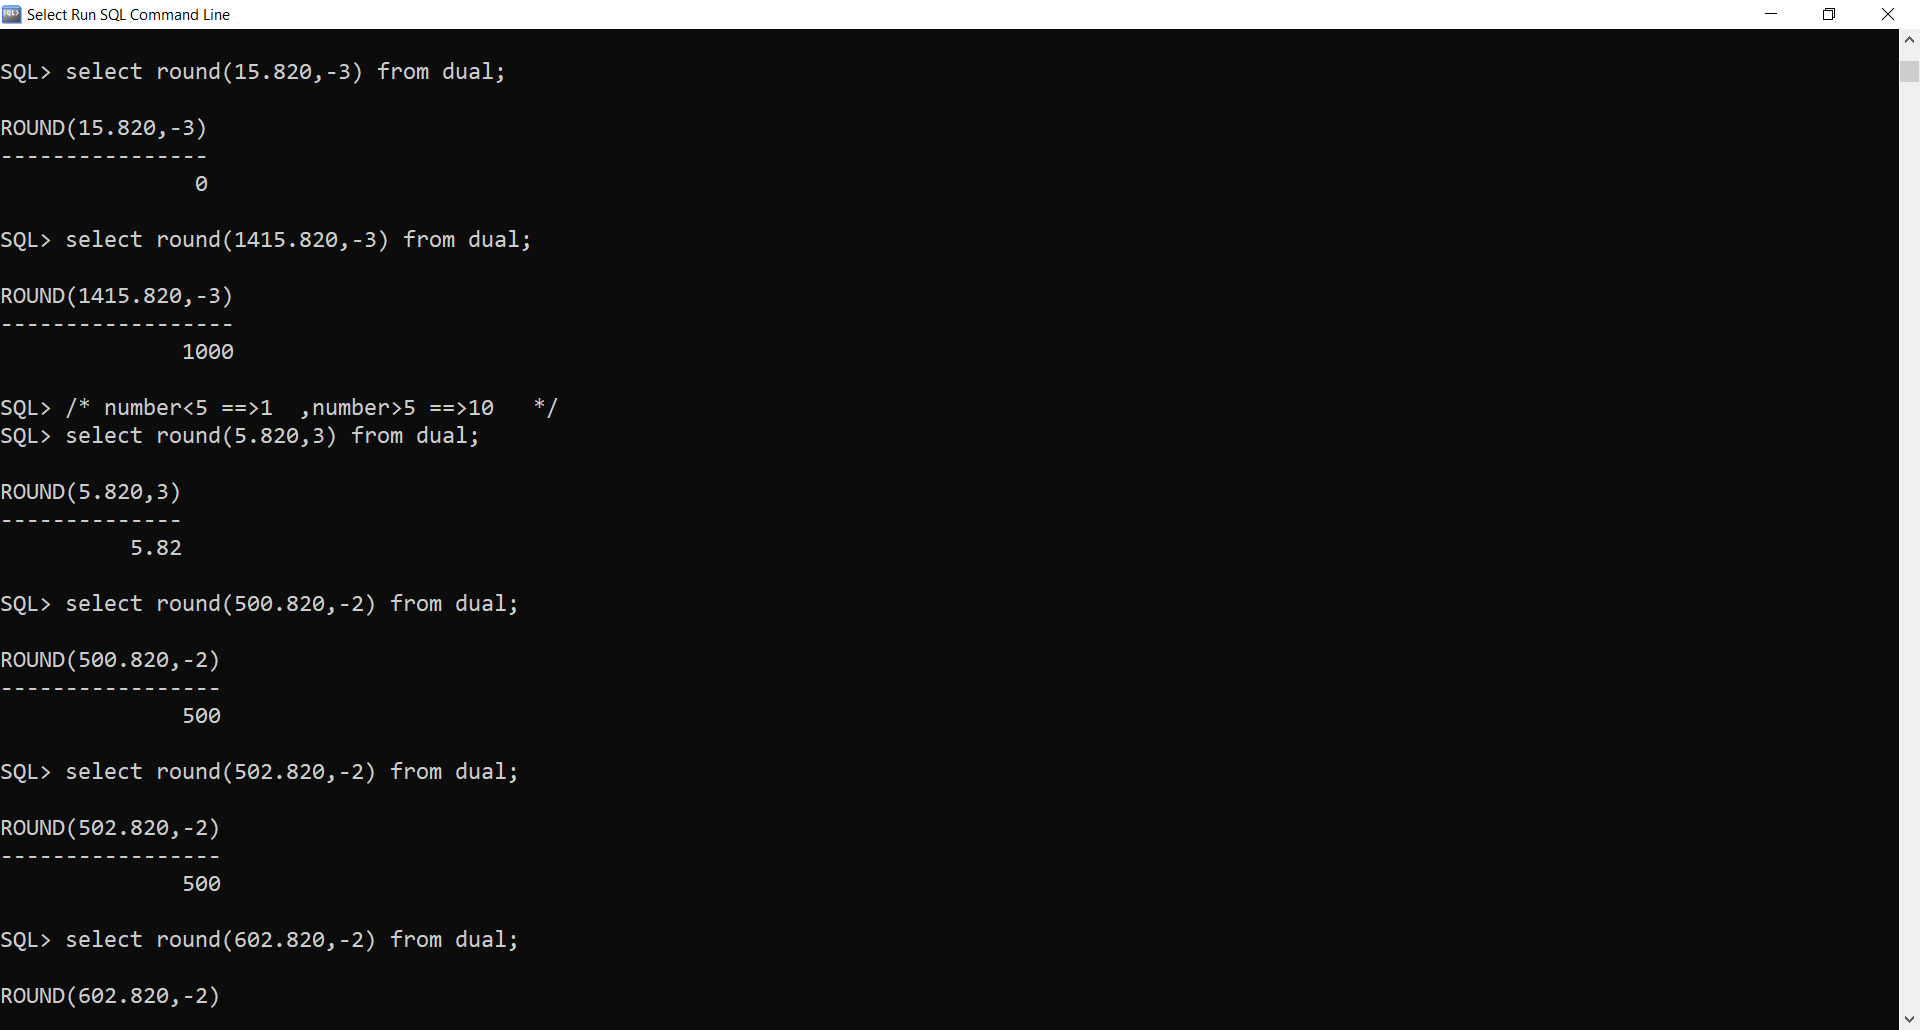 Select Run SQL Command Line
SQL> select round(15.820,-3) from dual;
ROUND(15.820,-3)
----------------
0
SQL> select round(1415.820,-3) from dual;
ROUND(1415.820,-3)
------------------
1000
SQL> /* number<5 ==>1  ,number>5 ==>10   */
SQL> select round(5.820,3) from dual;
ROUND(5.820,3)
--------------
5.82
SQL> select round(500.820,-2) from dual;
ROUND(500.820,-2)
-----------------
500
SQL> select round(502.820,-2) from dual;
ROUND(502.820,-2)
-----------------
500
SQL> select round(602.820,-2) from dual;
ROUND(602.820,-2)